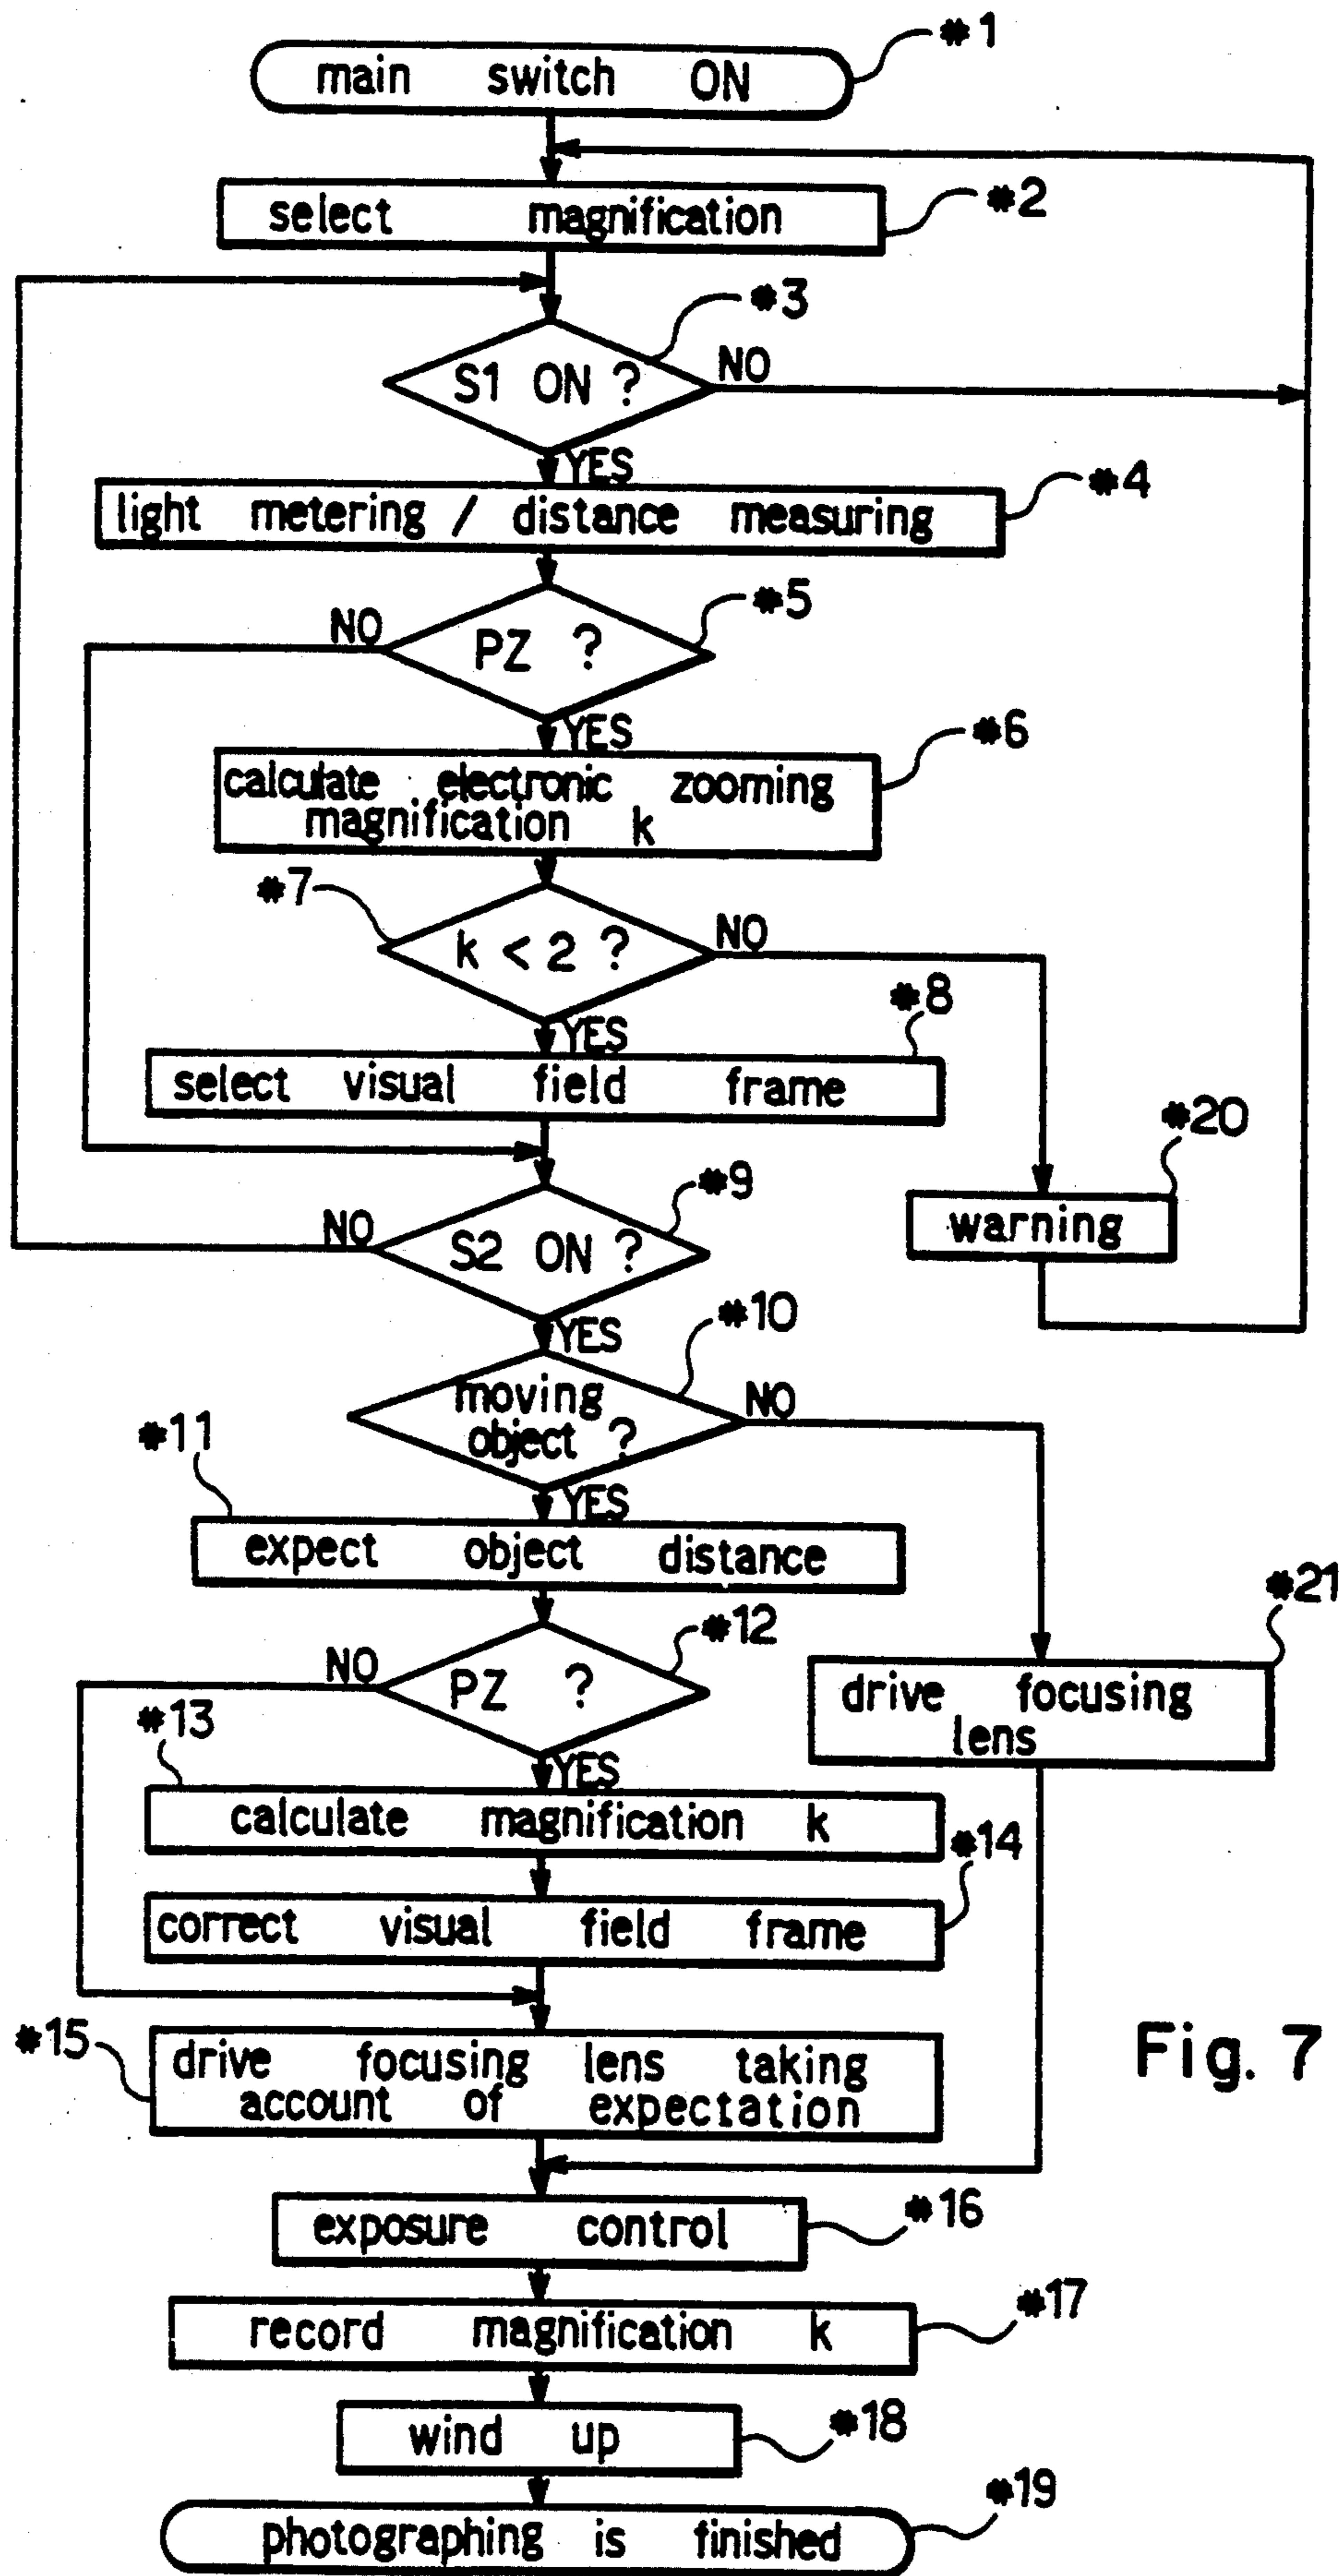 #1
main switch ON
#2
select magnification
#3
S1 ON ?
NO
YES
#4
light metering / distance measuring
#5
NO
PZ ?
YES
#6
calculate electronic zooming
magnification k
#7
k < 2 ?
NO
YES
#8
select visual field frame
#20
warning
#9
NO
S2 ON ?
YES
#10
moving
object ?
NO
YES
#11
expect object distance
#12
NO
PZ ?
YES
#21
drive focusing
lens
#13
calculate magnification k
#14
correct visual field frame
#15
drive focusing lens taking
account of expectation
Fig. 7
#16
exposure control
#17
record magnification k
#18
wind up
#19
photographing is finished